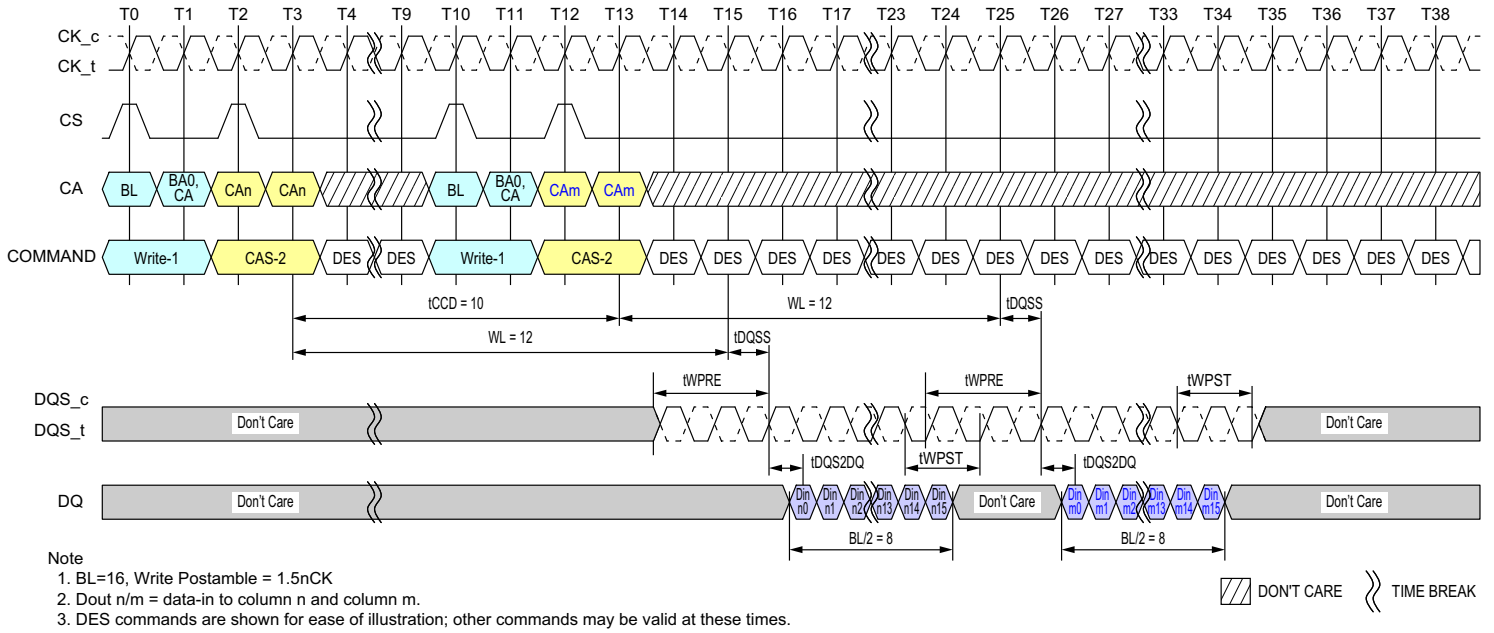 T0 T1 T2 T3 T4 T9 T10 T11 T12 T13 T14 T15 T16 T17 T23 T24 T25 T26 T27 T33 T34 T35 T36 T37 T38
CK_c
CK_t
CS
CA BL BA0, CA CAn CAn BL BA0, CA CAm CAm
COMMAND Write-1 CAS-2 DES DES Write-1 CAS-2 DES DES DES DES DES DES DES DES DES DES DES DES DES DES DES
tCCD = 10 WL = 12 tDQSS
WL = 12 tDQSS
tWPRE tWPRE tWPST
DQS_c
DQS_t Don't Care Don't Care
tDQS2DQ tWPST tDQS2DQ
DQ Don't Care Din n0 Din n1 Din n2 Din n13 Din n14 Din n15 Don't Care Din m0 Din m1 Din m2 Din m13 Din m14 Din m15 Don't Care
BL/2 = 8 BL/2 = 8
Note
1. BL=16, Write Postamble = 1.5nCK
2. Dout n/m = data-in to column n and column m.
3. DES commands are shown for ease of illustration; other commands may be valid at these times.
DON'T CARE TIME BREAK